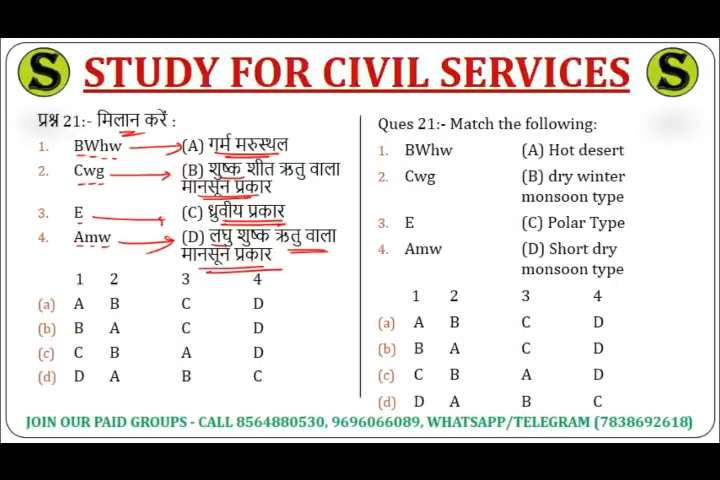 S STUDY FOR CIVIL SERVICES S
प्रश्न 21:- मिलान करें :
1. BWhw (A) गर्म मरुस्थल
2. Cwg (B) शुष्क शीत ऋतु वाला
मानसून प्रकार
3. E (C) ध्रुवीय प्रकार
4. Amw (D) लघु शुष्क ऋतु वाला
मानसून प्रकार
1 2 3 4
(a) A B C D
(b) B A C D
(c) C B A D
(d) D A B C
Ques 21:- Match the following:
1. BWhw (A) Hot desert
2. Cwg (B) dry winter
monsoon type
3. E (C) Polar Type
4. Amw (D) Short dry
monsoon type
1 2 3 4
(a) A B C D
(b) B A C D
(c) C B A D
(d) D A B C
JOIN OUR PAID GROUPS - CALL 8564880530, 9696066089, WHATSAPP/TELEGRAM (7838692618)